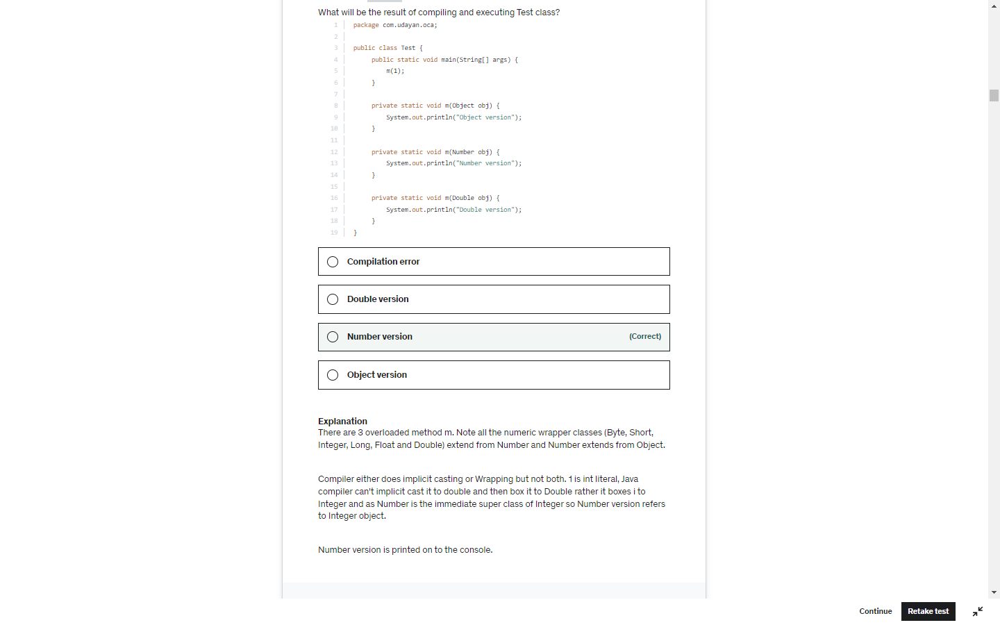 What will be the result of compiling and executing Test class?
1 package com.udayan.oca;
2
3 public class Test {
4 public static void main(String[] args) {
5 m(1);
6 }
7
8 private static void m(Object obj) {
9 System.out.println("Object version");
10 }
11
12 private static void m(Number obj) {
13 System.out.println("Number version");
14 }
15
16 private static void m(Double obj) {
17 System.out.println("Double version");
18 }
19 }
Compilation error
Double version
Number version (Correct)
Object version
Explanation
There are 3 overloaded method m. Note all the numeric wrapper classes (Byte, Short,
Integer, Long, Float and Double) extend from Number and Number extends from Object.
Compiler either does implicit casting or Wrapping but not both. 1 is int literal, Java
compiler can't implicit cast it to double and then box it to Double rather it boxes i to
Integer and as Number is the immediate super class of Integer so Number version refers
to Integer object.
Number version is printed on to the console.
Continue Retake test